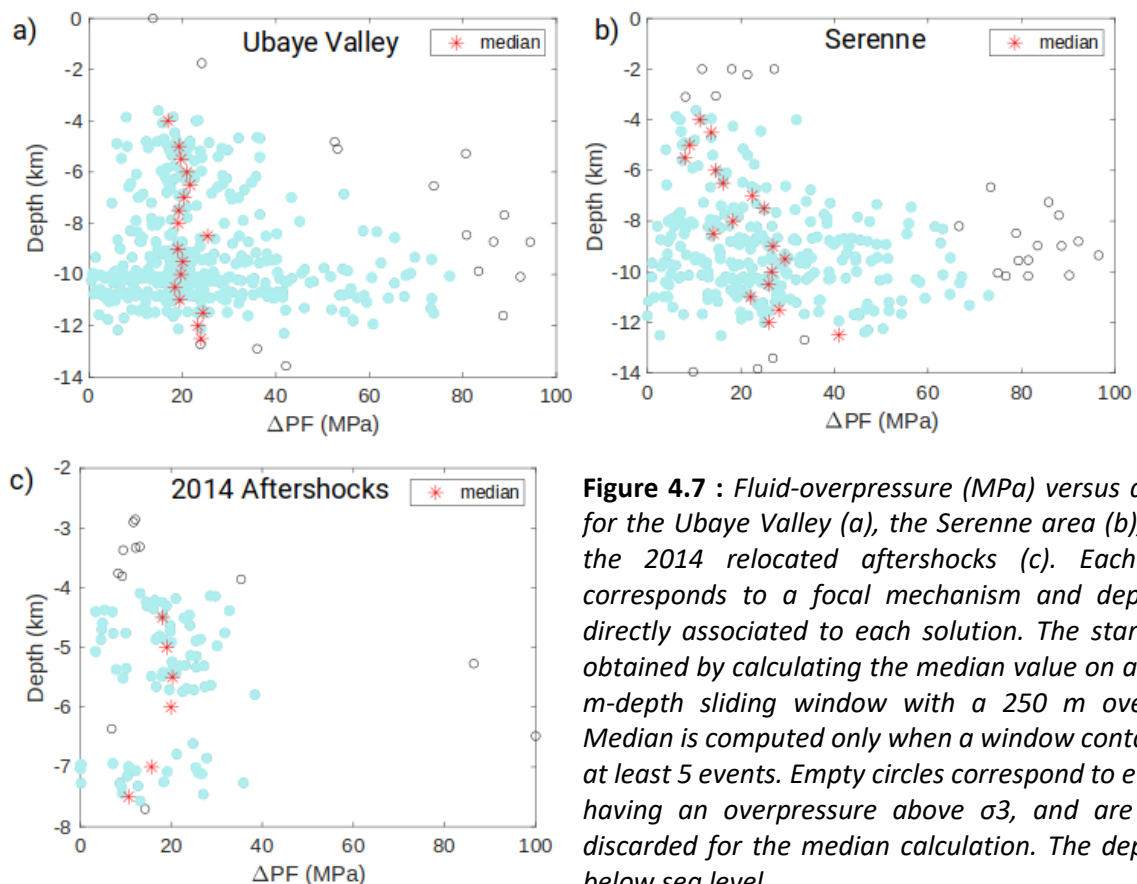 a)
Ubaye Valley
median
0
-2
-4
-6
-8
-10
-12
-14
Depth (km)
0 20 40 60 80 100
ΔPF (MPa)
b)
Serenne
median
0
-2
-4
-6
-8
-10
-12
-14
Depth (km)
0 20 40 60 80 100
ΔPF (MPa)
c)
2014 Aftershocks
median
-2
-3
-4
-5
-6
-7
-8
Depth (km)
0 20 40 60 80 100
ΔPF (MPa)
Figure 4.7 : Fluid-overpressure (MPa) versus
for the Ubaye Valley (a), the Serenne area (b),
the 2014 relocated aftershocks (c). Each
corresponds to a focal mechanism and
directly associated to each solution. The
obtained by calculating the median value on
m-depth sliding window with a 250 m
Median is computed only when a window
at least 5 events. Empty circles correspond to
having an overpressure above σ3, and are
discarded for the median calculation. The
below sea level